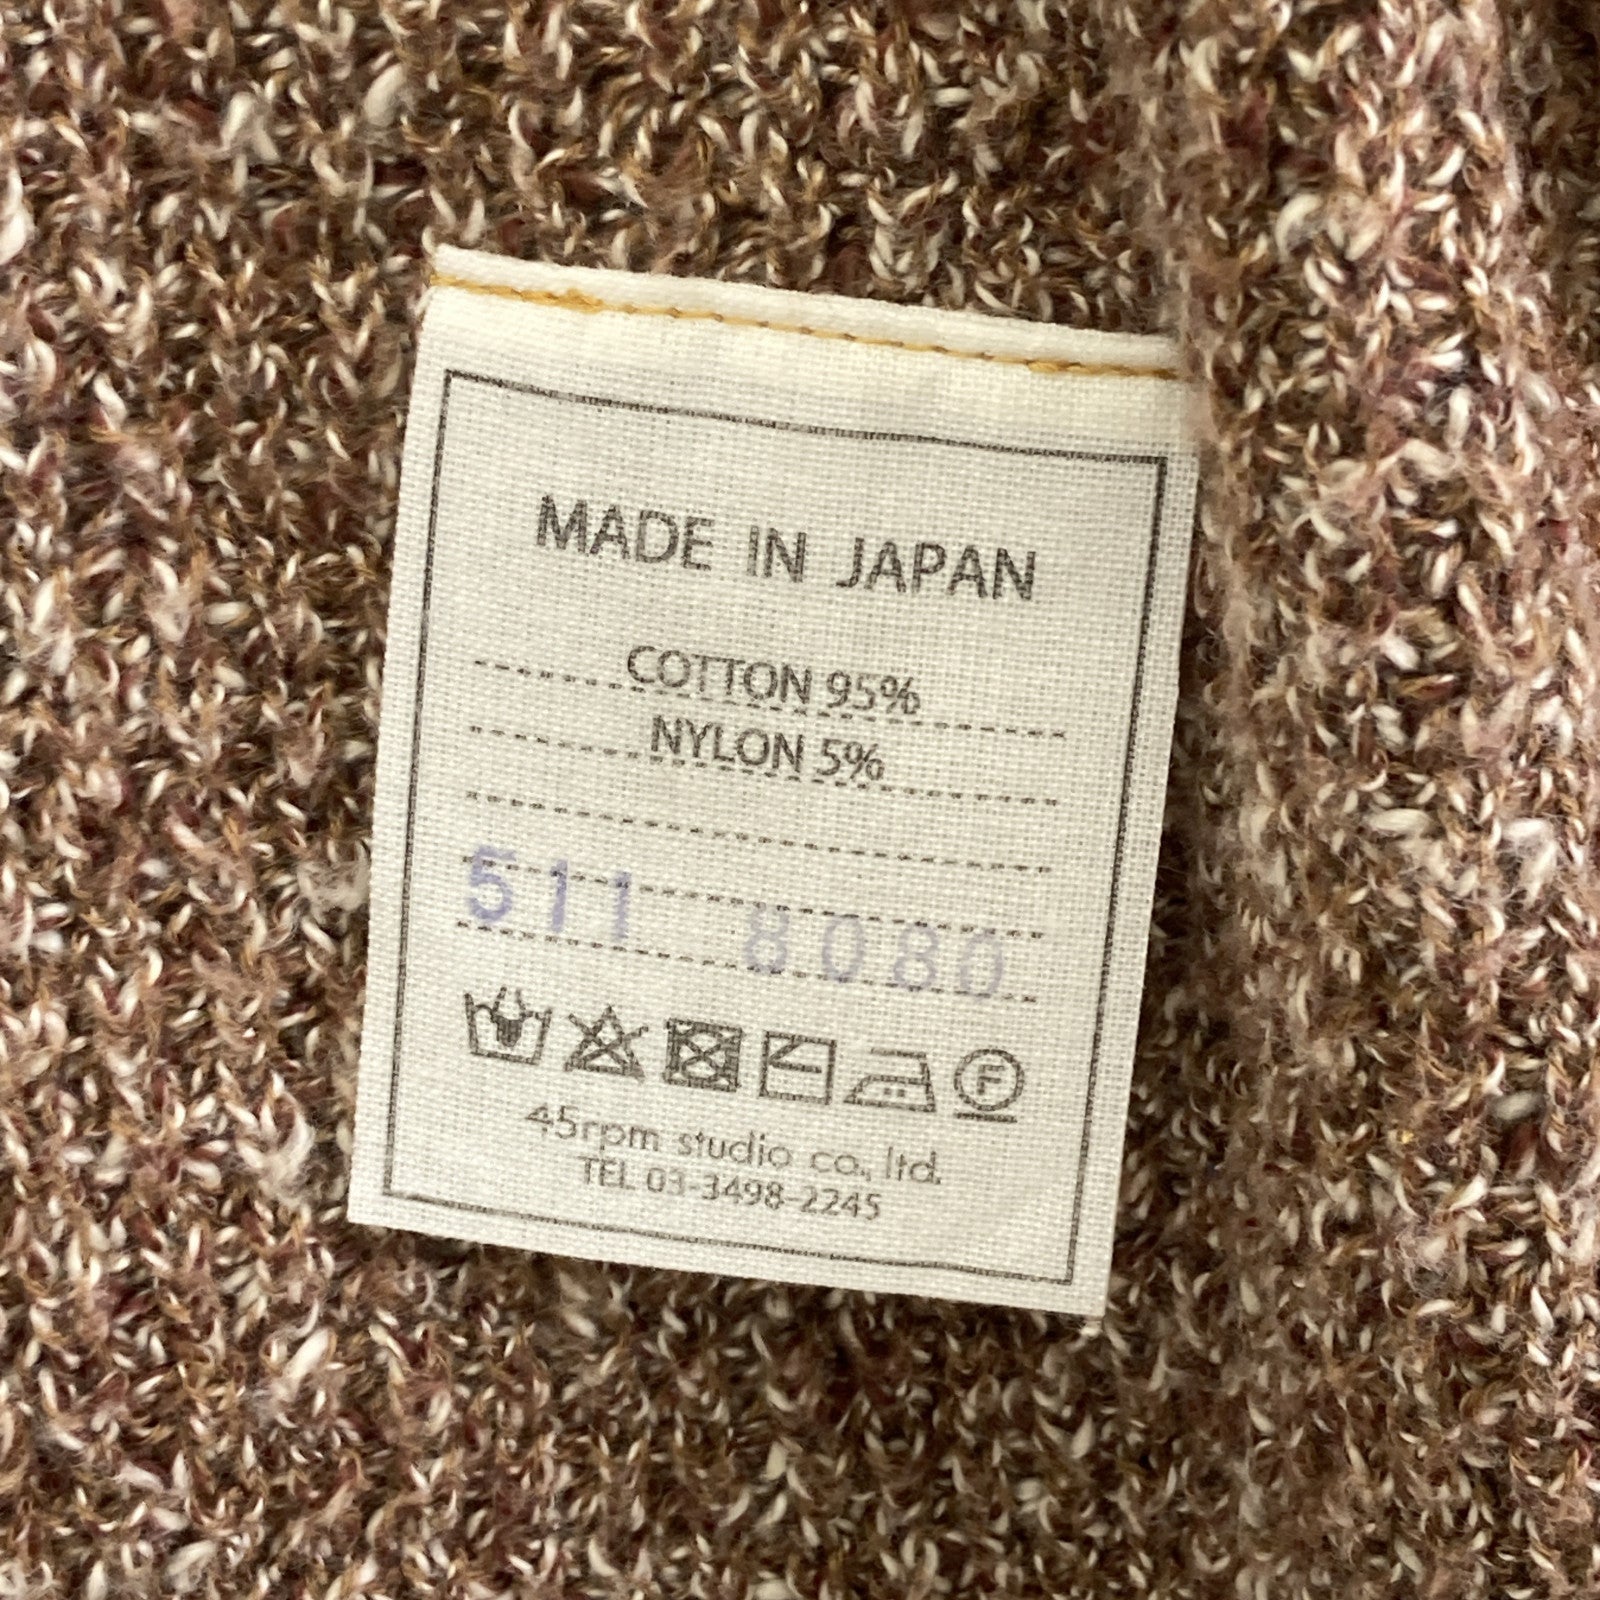 MADE IN JAPAN
COTTON 95%
NYLON 5%
511 8080
F
45rpm studio co., ltd.
TEL 03-3498-2245